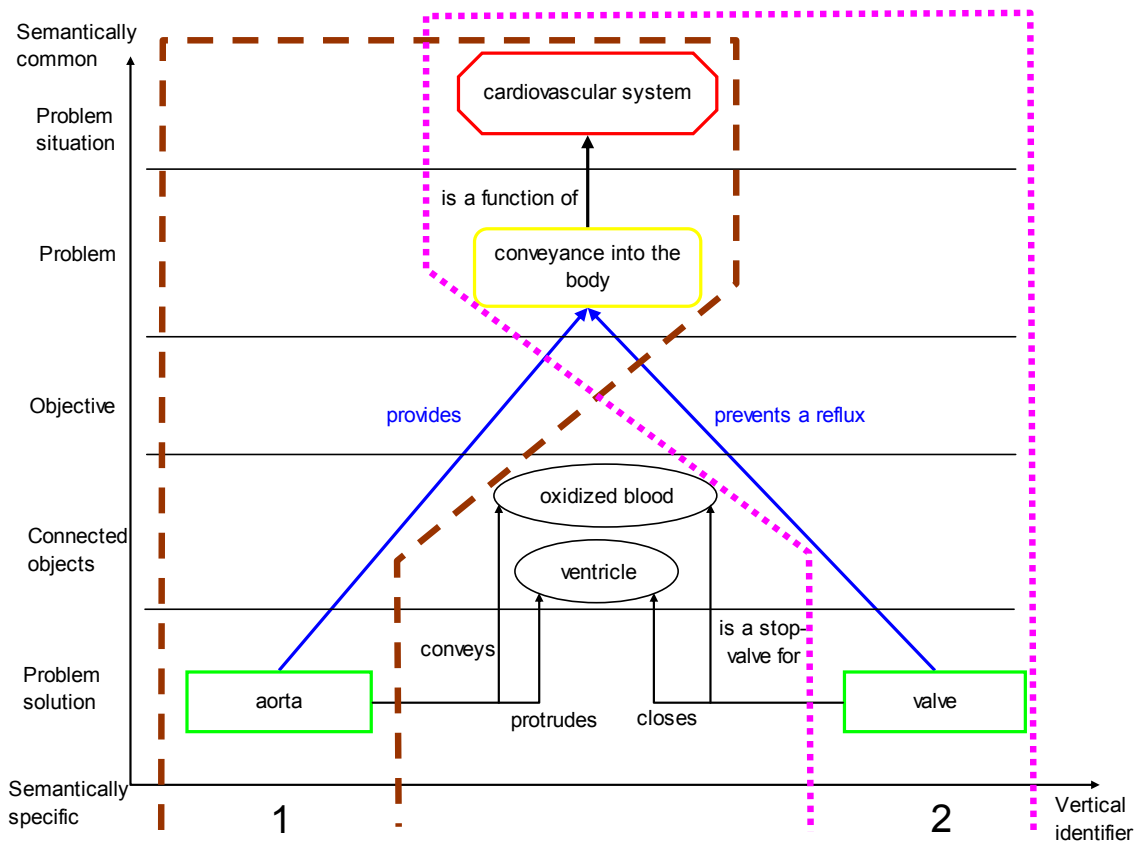 Semantically
common
cardiovascular system
Problem
situation
is a function of
Problem
conveyance into the
body
Objective
provides
prevents a reflux
oxidized blood
Connected
objects
ventricle
is a stop-
valve for
conveys
Problem
solution
aorta
valve
protrudes
closes
Semantically
specific
1
2
Vertical
identifier